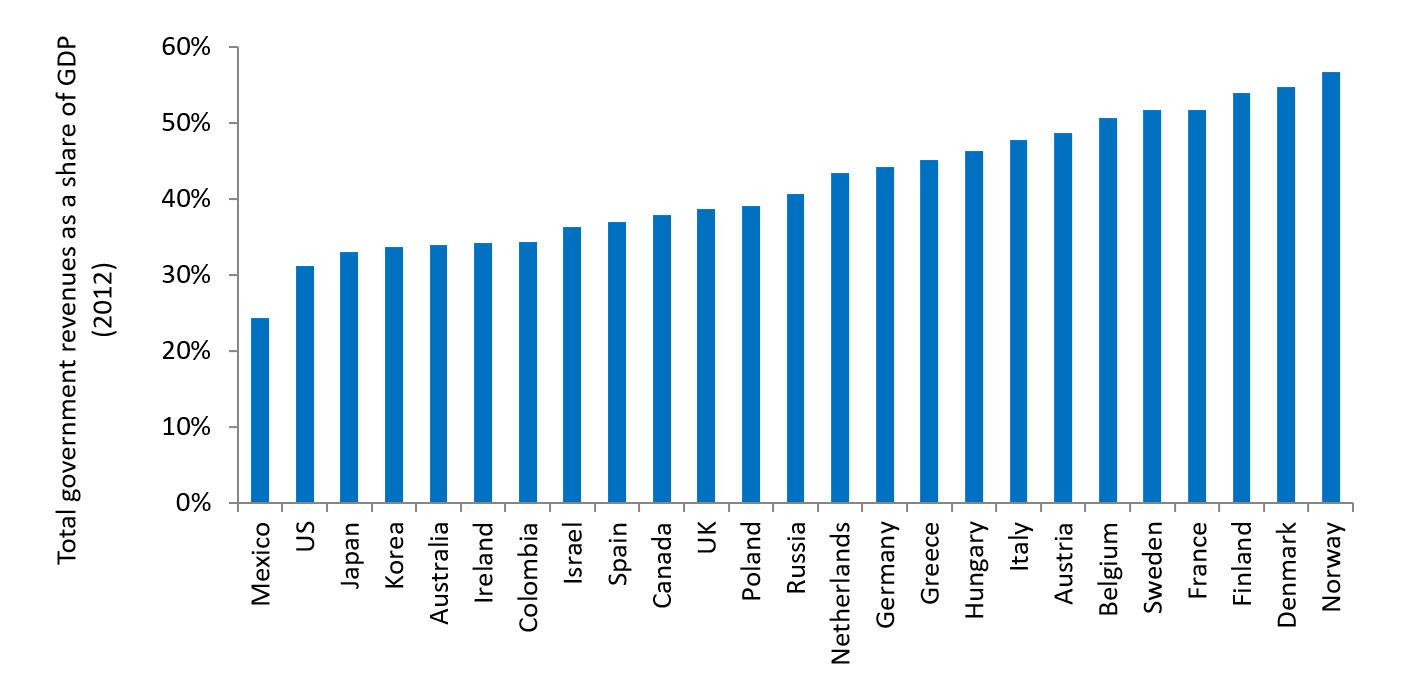 Total government revenues as a share of GDP
(2012)
60%
50%
40%
30%
20%
10%
0%
Mexico
US
Japan
Korea
Australia
Ireland
Colombia
Israel
Spain
Canada
UK
Poland
Russia
Netherlands
Germany
Greece
Hungary
Italy
Austria
Belgium
Sweden
France
Finland
Denmark
Norway